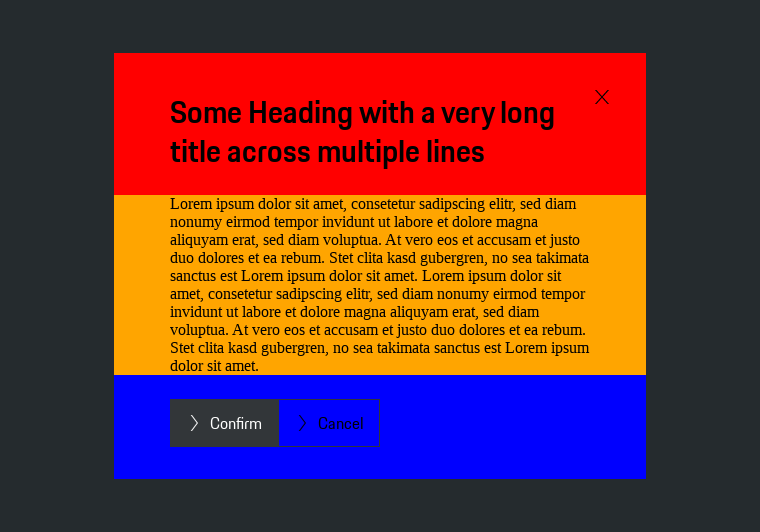 Some Heading with a very long
title across multiple lines
Lorem ipsum dolor sit amet, consetetur sadipscing elitr, sed diam
nonumy eirmod tempor invidunt ut labore et dolore magna
aliquyam erat, sed diam voluptua. At vero eos et accusam et justo
duo dolores et ea rebum. Stet clita kasd gubergren, no sea takimata
sanctus est Lorem ipsum dolor sit amet. Lorem ipsum dolor sit
amet, consetetur sadipscing elitr, sed diam nonumy eirmod tempor
invidunt ut labore et dolore magna aliquyam erat, sed diam
voluptua. At vero eos et accusam et justo duo dolores et ea rebum.
Stet clita kasd gubergren, no sea takimata sanctus est Lorem ipsum
dolor sit amet.
Confirm
Cancel